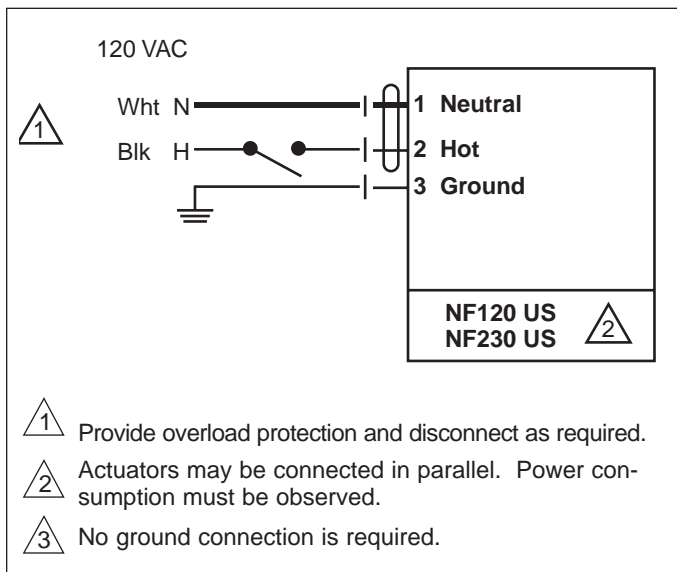 120 VAC
Wht N
1 Neutral
1
Blk H
2 Hot
3 Ground
NF120 US
NF230 US
2
1 Provide overload protection and disconnect as required.
2 Actuators may be connected in parallel. Power con-
sumption must be observed.
3 No ground connection is required.